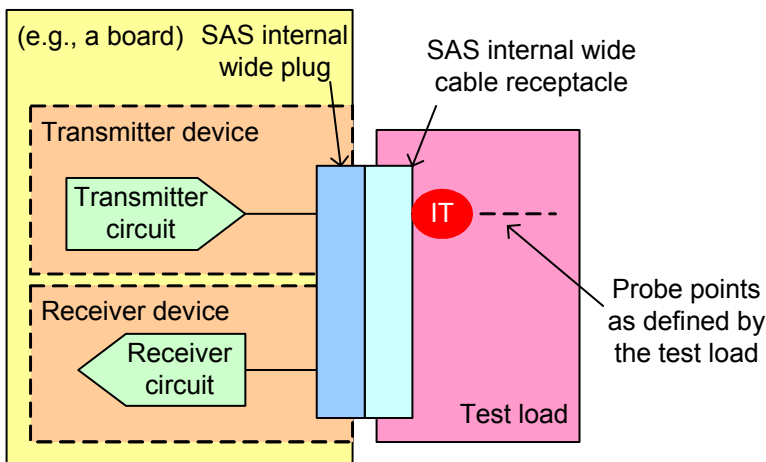 (e.g., a board)
SAS internal
wide plug
SAS internal wide
cable receptacle
Transmitter device
Transmitter
circuit
IT
Probe points
as defined by
the test load
Receiver device
Receiver
circuit
Test load